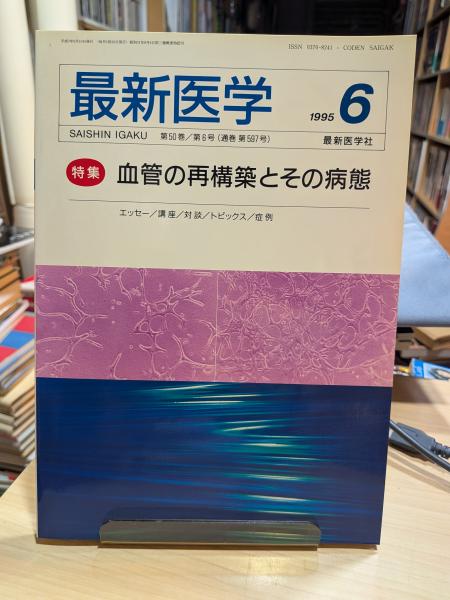 ISSN 0370-8241・CODEN SAIGAK
最新医学
1995 6
SAISHIN IGAKU 第50巻/第6号(通巻第597号) 最新医学社
特集 血管の再構築とその病態
エッセー/講座/対談/トピックス/症例